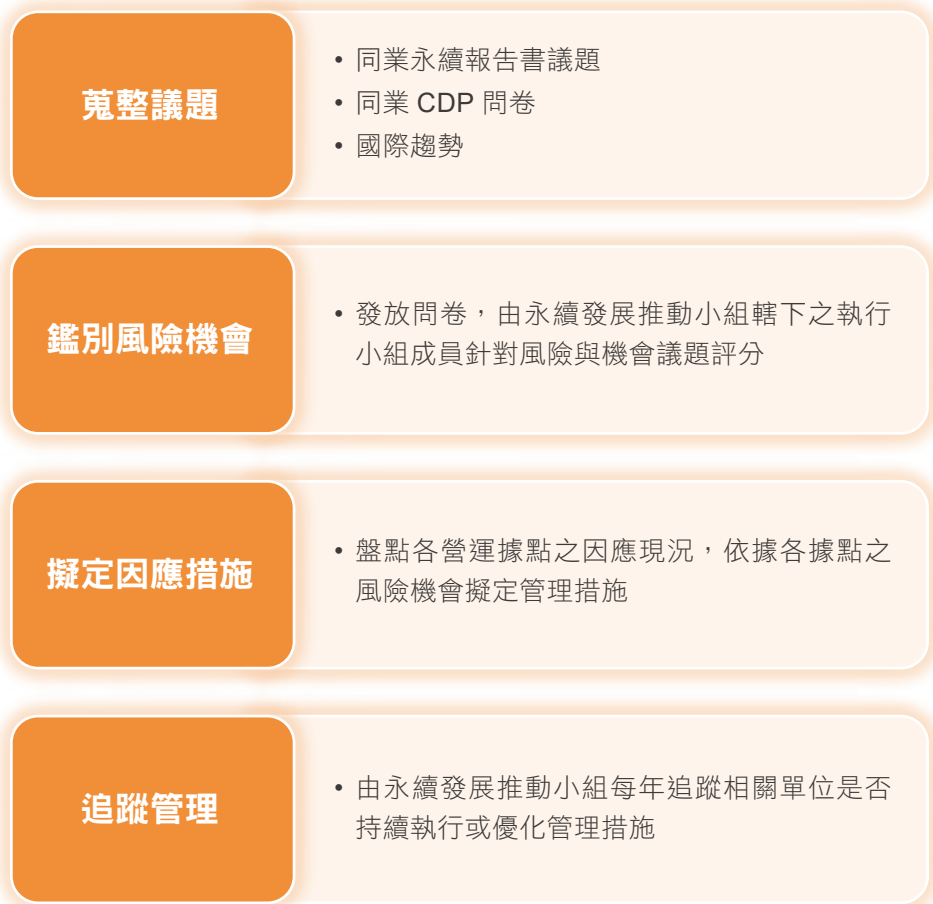 蒐整議題
• 同業永續報告書議題
• 同業 CDP 問卷
• 國際趨勢
鑑別風險機會
• 發放問卷，由永續發展推動小組轄下之執行
小組成員針對風險與機會議題評分
擬定因應措施
• 盤點各營運據點之因應現況，依據各據點之
風險機會擬定管理措施
追蹤管理
• 由永續發展推動小組每年追蹤相關單位是否
持續執行或優化管理措施